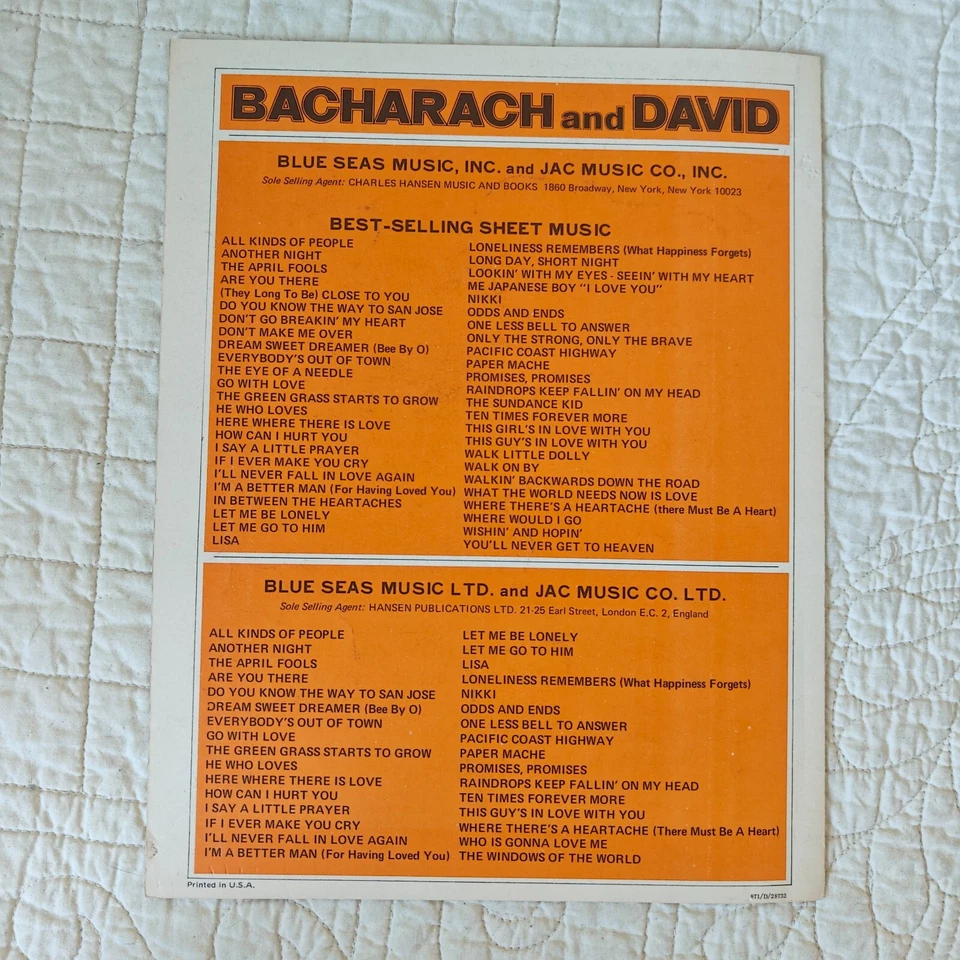 BACHARACH and DAVID
BLUE SEAS MUSIC, INC. and JAC MUSIC CO., INC.
Sole Selling Agent: CHARLES HANSEN MUSIC AND BOOKS 1860 Broadway, New York, New York 10023
BEST-SELLING SHEET MUSIC
ALL KINDS OF PEOPLE
ANOTHER NIGHT
THE APRIL FOOLS
ARE YOU THERE
(They Long To Be) CLOSE TO YOU
DO YOU KNOW THE WAY TO SAN JOSE
DON'T GO BREAKIN' MY HEART
DON'T MAKE ME OVER
DREAM SWEET DREAMER (Bee By O)
EVERYBODY'S OUT OF TOWN
THE EYE OF A NEEDLE
GO WITH LOVE
THE GREEN GRASS STARTS TO GROW
HE WHO LOVES
HERE WHERE THERE IS LOVE
HOW CAN I HURT YOU
I SAY A LITTLE PRAYER
IF I EVER MAKE YOU CRY
I'LL NEVER FALL IN LOVE AGAIN
I'M A BETTER MAN (For Having Loved You)
IN BETWEEN THE HEARTACHES
LET ME BE LONELY
LET ME GO TO HIM
LISA
LONELINESS REMEMBERS (What Happiness Forgets)
LONG DAY, SHORT NIGHT
LOOKIN' WITH MY EYES - SEEIN' WITH MY HEART
ME JAPANESE BOY "I LOVE YOU"
NIKKI
ODDS AND ENDS
ONE LESS BELL TO ANSWER
ONLY THE STRONG, ONLY THE BRAVE
PACIFIC COAST HIGHWAY
PAPER MACHE
PROMISES, PROMISES
RAINDROPS KEEP FALLIN' ON MY HEAD
THE SUNDANCE KID
TEN TIMES FOREVER MORE
THIS GIRL'S IN LOVE WITH YOU
THIS GUY'S IN LOVE WITH YOU
WALK LITTLE DOLLY
WALK ON BY
WALKIN' BACKWARDS DOWN THE ROAD
WHAT THE WORLD NEEDS NOW IS LOVE
WHERE THERE'S A HEARTACHE (there Must Be A Heart)
WHERE WOULD I GO
WISHIN' AND HOPIN'
YOU'LL NEVER GET TO HEAVEN
BLUE SEAS MUSIC LTD. and JAC MUSIC CO. LTD.
Sole Selling Agent: HANSEN PUBLICATIONS LTD. 21-25 Earl Street, London E.C. 2, England
ALL KINDS OF PEOPLE
ANOTHER NIGHT
THE APRIL FOOLS
ARE YOU THERE
DO YOU KNOW THE WAY TO SAN JOSE
DREAM SWEET DREAMER (Bee By O)
EVERYBODY'S OUT OF TOWN
GO WITH LOVE
THE GREEN GRASS STARTS TO GROW
HE WHO LOVES
HERE WHERE THERE IS LOVE
HOW CAN I HURT YOU
I SAY A LITTLE PRAYER
IF I EVER MAKE YOU CRY
I'LL NEVER FALL IN LOVE AGAIN
I'M A BETTER MAN (For Having Loved You)
LET ME BE LONELY
LET ME GO TO HIM
LISA
LONELINESS REMEMBERS (What Happiness Forgets)
NIKKI
ODDS AND ENDS
ONE LESS BELL TO ANSWER
PACIFIC COAST HIGHWAY
PAPER MACHE
PROMISES, PROMISES
RAINDROPS KEEP FALLIN' ON MY HEAD
TEN TIMES FOREVER MORE
THIS GUY'S IN LOVE WITH YOU
WHERE THERE'S A HEARTACHE (There Must Be A Heart)
WHO IS GONNA LOVE ME
THE WINDOWS OF THE WORLD
Printed in U.S.A.